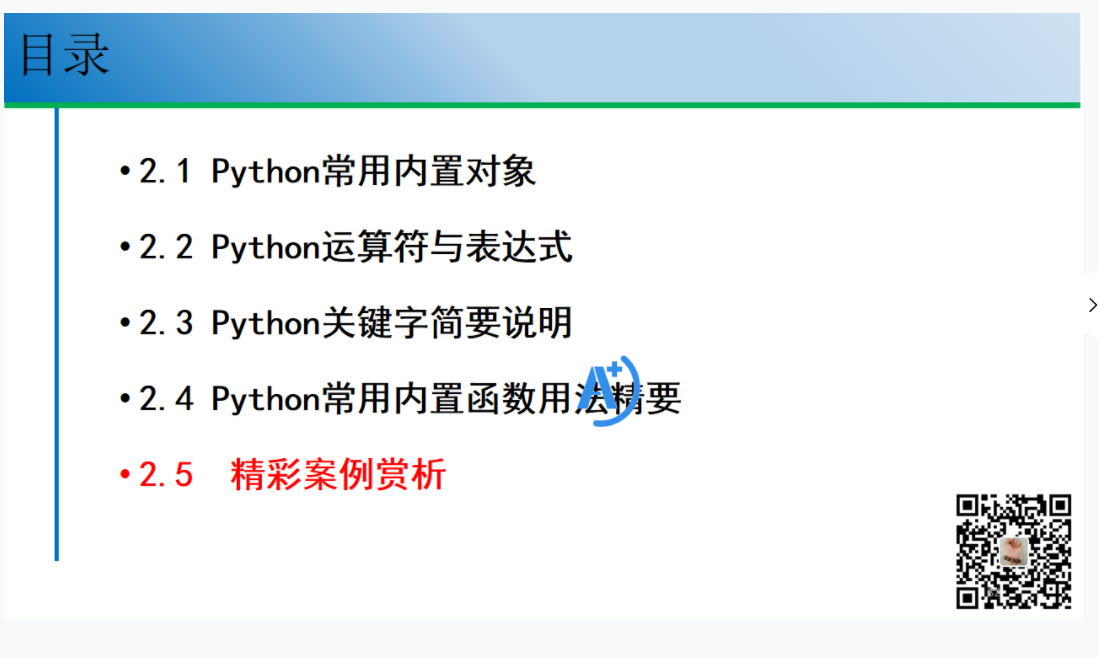 目录
•2.1 Python常用内置对象
•2.2 Python运算符与表达式
•2.3 Python关键字简要说明
•2.4 Python常用内置函数用法精要
•2.5 精彩案例赏析
A+